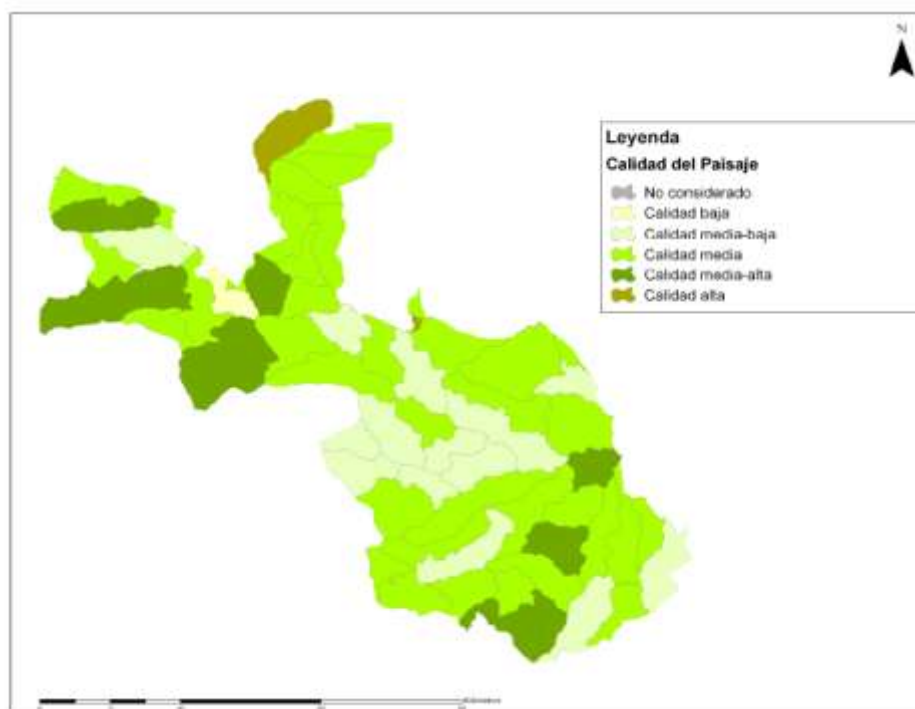 N
Leyenda
Calidad del Paisaje
No considerado
Calidad baja
Calidad media-baja
Calidad media
Calidad media-alta
Calidad alta